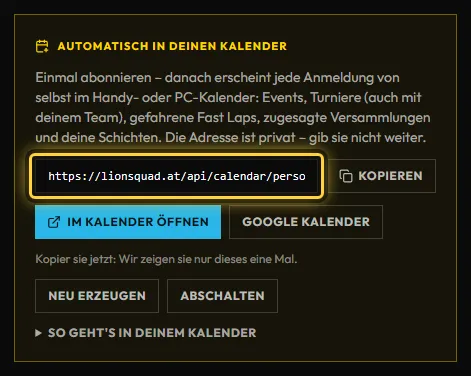 AUTOMATISCH IN DEINEN KALENDER
Einmal abonnieren – danach erscheint jede Anmeldung von
selbst im Handy- oder PC-Kalender: Events, Turniere (auch mit
deinem Team), gefahrene Fast Laps, zugesagte Versammlungen
und deine Schichten. Die Adresse ist privat – gib sie nicht weiter.
https://lionsquad.at/api/calendar/perso
KOPIEREN
IM KALENDER ÖFFNEN
GOOGLE KALENDER
Kopier sie jetzt: Wir zeigen sie nur dieses eine Mal.
NEU ERZEUGEN
ABSCHALTEN
SO GEHT'S IN DEINEM KALENDER